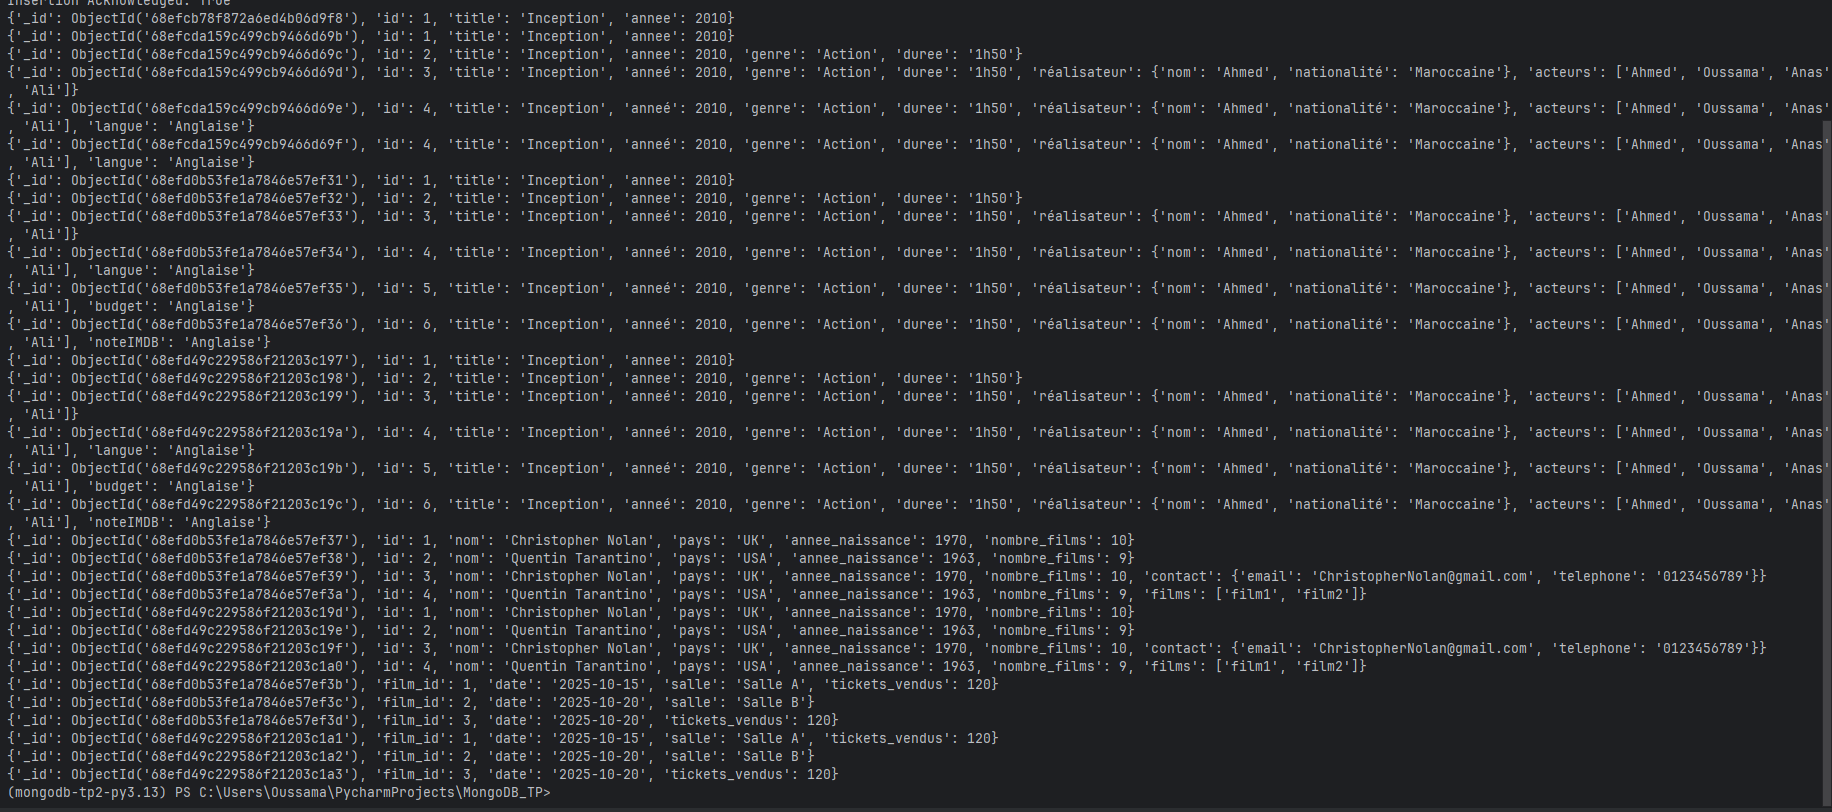 Insertion Acknowledged: True
{'_id': ObjectId('68efcb78f872a6ed4b06d9f8'), 'id': 1, 'title': 'Inception', 'annee': 2010}
{'_id': ObjectId('68efcda159c499cb9466d69b'), 'id': 1, 'title': 'Inception', 'annee': 2010}
{'_id': ObjectId('68efcda159c499cb9466d69c'), 'id': 2, 'title': 'Inception', 'annee': 2010, 'genre': 'Action', 'duree': '1h50'}
{'_id': ObjectId('68efcda159c499cb9466d69d'), 'id': 3, 'title': 'Inception', 'anneé': 2010, 'genre': 'Action', 'duree': '1h50', 'réalisateur': {'nom': 'Ahmed', 'nationalité': 'Maroccaine'}, 'acteurs': ['Ahmed', 'Oussama', 'Anas'
, 'Ali']}
{'_id': ObjectId('68efcda159c499cb9466d69e'), 'id': 4, 'title': 'Inception', 'anneé': 2010, 'genre': 'Action', 'duree': '1h50', 'réalisateur': {'nom': 'Ahmed', 'nationalité': 'Maroccaine'}, 'acteurs': ['Ahmed', 'Oussama', 'Anas'
, 'Ali'], 'langue': 'Anglaise'}
{'_id': ObjectId('68efcda159c499cb9466d69f'), 'id': 4, 'title': 'Inception', 'anneé': 2010, 'genre': 'Action', 'duree': '1h50', 'réalisateur': {'nom': 'Ahmed', 'nationalité': 'Maroccaine'}, 'acteurs': ['Ahmed', 'Oussama', 'Anas'
, 'Ali'], 'langue': 'Anglaise'}
{'_id': ObjectId('68efd0b53fe1a7846e57ef31'), 'id': 1, 'title': 'Inception', 'annee': 2010}
{'_id': ObjectId('68efd0b53fe1a7846e57ef32'), 'id': 2, 'title': 'Inception', 'annee': 2010, 'genre': 'Action', 'duree': '1h50'}
{'_id': ObjectId('68efd0b53fe1a7846e57ef33'), 'id': 3, 'title': 'Inception', 'anneé': 2010, 'genre': 'Action', 'duree': '1h50', 'réalisateur': {'nom': 'Ahmed', 'nationalité': 'Maroccaine'}, 'acteurs': ['Ahmed', 'Oussama', 'Anas'
, 'Ali']}
{'_id': ObjectId('68efd0b53fe1a7846e57ef34'), 'id': 4, 'title': 'Inception', 'anneé': 2010, 'genre': 'Action', 'duree': '1h50', 'réalisateur': {'nom': 'Ahmed', 'nationalité': 'Maroccaine'}, 'acteurs': ['Ahmed', 'Oussama', 'Anas'
, 'Ali'], 'langue': 'Anglaise'}
{'_id': ObjectId('68efd0b53fe1a7846e57ef35'), 'id': 5, 'title': 'Inception', 'anneé': 2010, 'genre': 'Action', 'duree': '1h50', 'réalisateur': {'nom': 'Ahmed', 'nationalité': 'Maroccaine'}, 'acteurs': ['Ahmed', 'Oussama', 'Anas'
, 'Ali'], 'budget': 'Anglaise'}
{'_id': ObjectId('68efd0b53fe1a7846e57ef36'), 'id': 6, 'title': 'Inception', 'anneé': 2010, 'genre': 'Action', 'duree': '1h50', 'réalisateur': {'nom': 'Ahmed', 'nationalité': 'Maroccaine'}, 'acteurs': ['Ahmed', 'Oussama', 'Anas'
, 'Ali'], 'noteIMDB': 'Anglaise'}
{'_id': ObjectId('68efd49c229586f21203c197'), 'id': 1, 'title': 'Inception', 'annee': 2010}
{'_id': ObjectId('68efd49c229586f21203c198'), 'id': 2, 'title': 'Inception', 'annee': 2010, 'genre': 'Action', 'duree': '1h50'}
{'_id': ObjectId('68efd49c229586f21203c199'), 'id': 3, 'title': 'Inception', 'anneé': 2010, 'genre': 'Action', 'duree': '1h50', 'réalisateur': {'nom': 'Ahmed', 'nationalité': 'Maroccaine'}, 'acteurs': ['Ahmed', 'Oussama', 'Anas'
, 'Ali']}
{'_id': ObjectId('68efd49c229586f21203c19a'), 'id': 4, 'title': 'Inception', 'anneé': 2010, 'genre': 'Action', 'duree': '1h50', 'réalisateur': {'nom': 'Ahmed', 'nationalité': 'Maroccaine'}, 'acteurs': ['Ahmed', 'Oussama', 'Anas'
, 'Ali'], 'langue': 'Anglaise'}
{'_id': ObjectId('68efd49c229586f21203c19b'), 'id': 5, 'title': 'Inception', 'anneé': 2010, 'genre': 'Action', 'duree': '1h50', 'réalisateur': {'nom': 'Ahmed', 'nationalité': 'Maroccaine'}, 'acteurs': ['Ahmed', 'Oussama', 'Anas'
, 'Ali'], 'budget': 'Anglaise'}
{'_id': ObjectId('68efd49c229586f21203c19c'), 'id': 6, 'title': 'Inception', 'anneé': 2010, 'genre': 'Action', 'duree': '1h50', 'réalisateur': {'nom': 'Ahmed', 'nationalité': 'Maroccaine'}, 'acteurs': ['Ahmed', 'Oussama', 'Anas'
, 'Ali'], 'noteIMDB': 'Anglaise'}
{'_id': ObjectId('68efd0b53fe1a7846e57ef37'), 'id': 1, 'nom': 'Christopher Nolan', 'pays': 'UK', 'annee_naissance': 1970, 'nombre_films': 10}
{'_id': ObjectId('68efd0b53fe1a7846e57ef38'), 'id': 2, 'nom': 'Quentin Tarantino', 'pays': 'USA', 'annee_naissance': 1963, 'nombre_films': 9}
{'_id': ObjectId('68efd0b53fe1a7846e57ef39'), 'id': 3, 'nom': 'Christopher Nolan', 'pays': 'UK', 'annee_naissance': 1970, 'nombre_films': 10, 'contact': {'email': 'ChristopherNolan@gmail.com', 'telephone': '0123456789'}}
{'_id': ObjectId('68efd0b53fe1a7846e57ef3a'), 'id': 4, 'nom': 'Quentin Tarantino', 'pays': 'USA', 'annee_naissance': 1963, 'nombre_films': 9, 'films': ['film1', 'film2']}
{'_id': ObjectId('68efd49c229586f21203c19d'), 'id': 1, 'nom': 'Christopher Nolan', 'pays': 'UK', 'annee_naissance': 1970, 'nombre_films': 10}
{'_id': ObjectId('68efd49c229586f21203c19e'), 'id': 2, 'nom': 'Quentin Tarantino', 'pays': 'USA', 'annee_naissance': 1963, 'nombre_films': 9}
{'_id': ObjectId('68efd49c229586f21203c19f'), 'id': 3, 'nom': 'Christopher Nolan', 'pays': 'UK', 'annee_naissance': 1970, 'nombre_films': 10, 'contact': {'email': 'ChristopherNolan@gmail.com', 'telephone': '0123456789'}}
{'_id': ObjectId('68efd49c229586f21203c1a0'), 'id': 4, 'nom': 'Quentin Tarantino', 'pays': 'USA', 'annee_naissance': 1963, 'nombre_films': 9, 'films': ['film1', 'film2']}
{'_id': ObjectId('68efd0b53fe1a7846e57ef3b'), 'film_id': 1, 'date': '2025-10-15', 'salle': 'Salle A', 'tickets_vendus': 120}
{'_id': ObjectId('68efd0b53fe1a7846e57ef3c'), 'film_id': 2, 'date': '2025-10-20', 'salle': 'Salle B'}
{'_id': ObjectId('68efd0b53fe1a7846e57ef3d'), 'film_id': 3, 'date': '2025-10-20', 'tickets_vendus': 120}
{'_id': ObjectId('68efd49c229586f21203c1a1'), 'film_id': 1, 'date': '2025-10-15', 'salle': 'Salle A', 'tickets_vendus': 120}
{'_id': ObjectId('68efd49c229586f21203c1a2'), 'film_id': 2, 'date': '2025-10-20', 'salle': 'Salle B'}
{'_id': ObjectId('68efd49c229586f21203c1a3'), 'film_id': 3, 'date': '2025-10-20', 'tickets_vendus': 120}
(mongodb-tp2-py3.13) PS C:\Users\Oussama\PycharmProjects\MongoDB_TP>